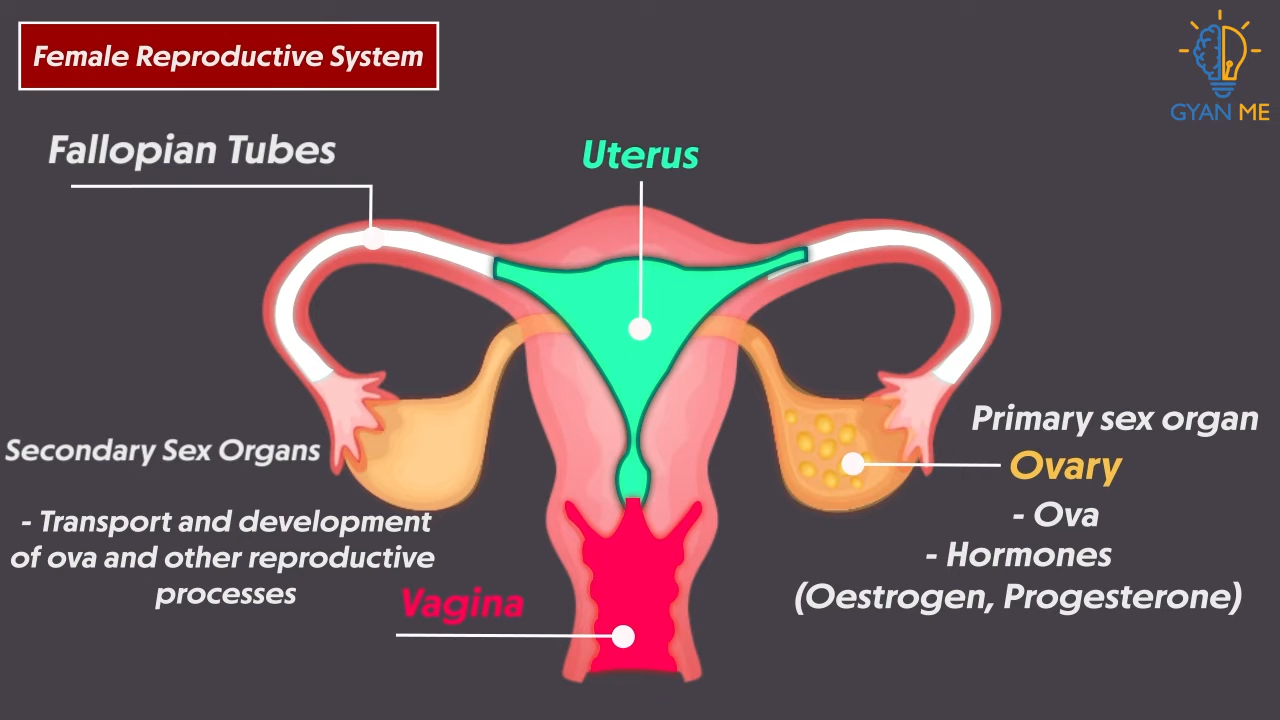 Female Reproductive System
GYAN ME
Fallopian Tubes
Uterus
Primary sex organ
Ovary
- Ova
- Hormones
(Oestrogen, Progesterone)
Secondary Sex Organs
- Transport and development
of ova and other reproductive
processes
Vagina